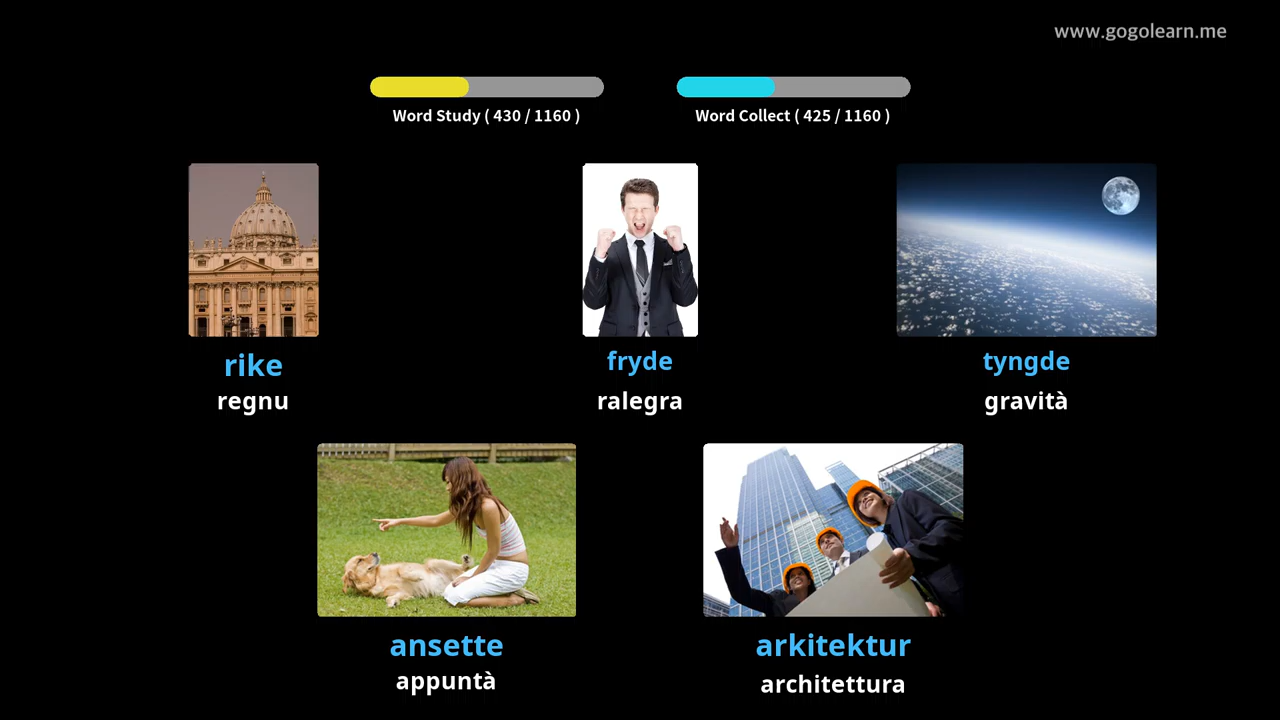 www.gogolearn.me
Word Study ( 430 / 1160 )
Word Collect ( 425 / 1160 )
rike
regnu
fryde
ralegra
tyngde
gravità
ansette
appuntà
arkitektur
architettura